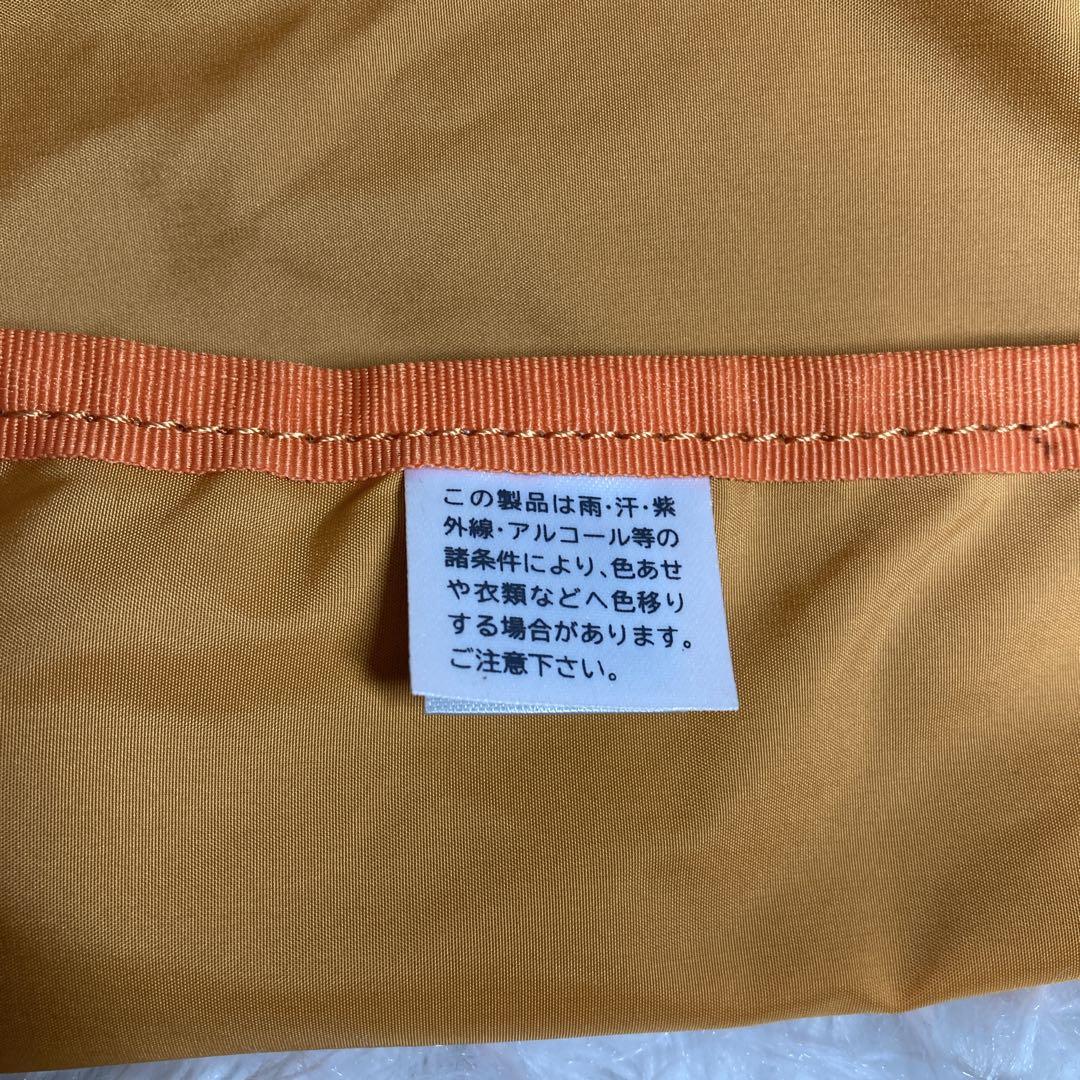 この製品は雨・汗・紫
外線・アルコール等の
諸条件により、色あせ
や衣類などへ色移り
する場合があります。
ご注意下さい。